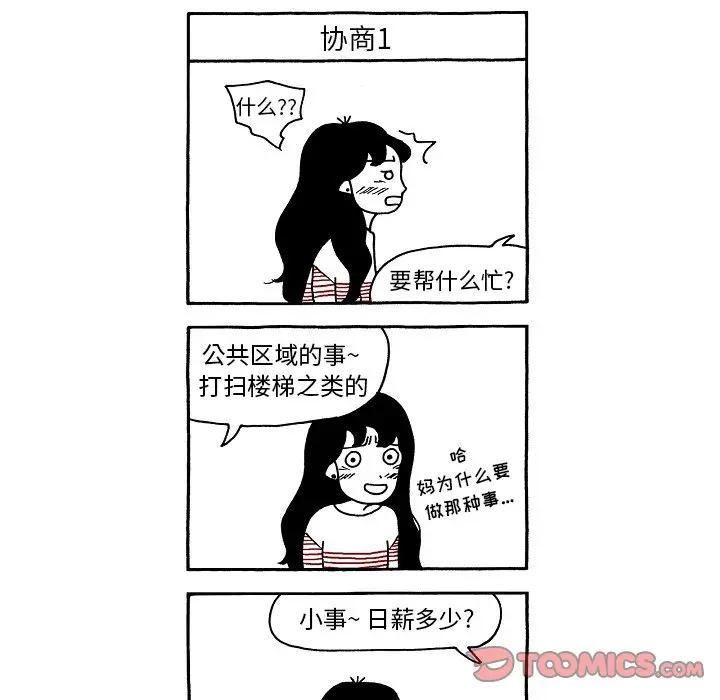 协商1
什么??
要帮什么忙?
公共区域的事~
打扫楼梯之类的
哈
妈为什么要
做那种事...
小事~日薪多少?
TOOMICS.COM